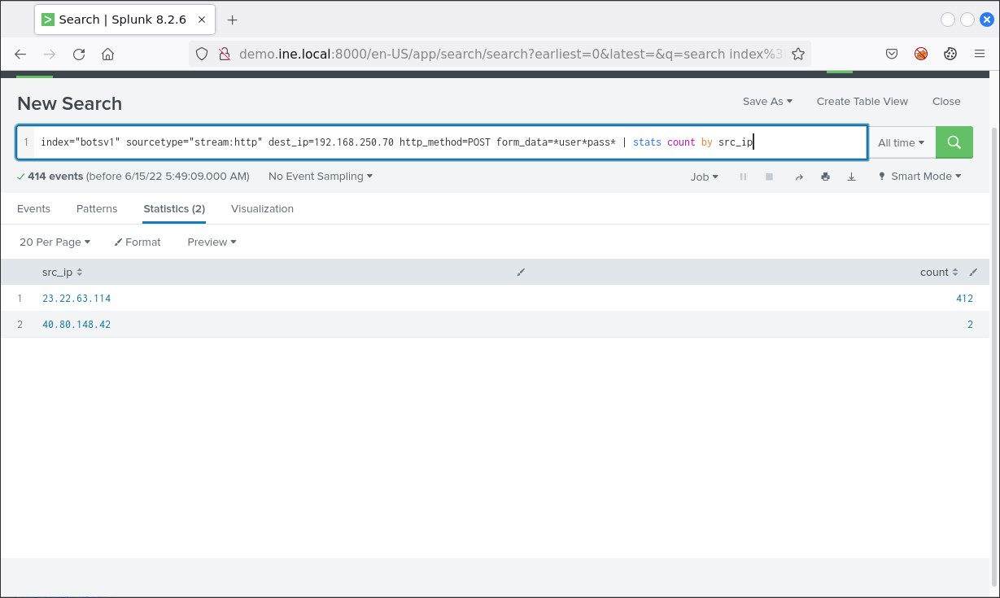 Search | Splunk 8.2.6
demo.ine.local:8000/en-US/app/search/search?earliest=0&latest=&q=search index%3
New Search
Save As
Create Table View
Close
1 index="botsv1" sourcetype="stream:http" dest_ip=192.168.250.70 http_method=POST form_data=*user*pass* | stats count by src_ip
All time
414 events (before 6/15/22 5:49:09.000 AM)
No Event Sampling
Job
Smart Mode
Events
Patterns
Statistics (2)
Visualization
20 Per Page
Format
Preview
src_ip
count
1 23.22.63.114 412
2 40.80.148.42 2